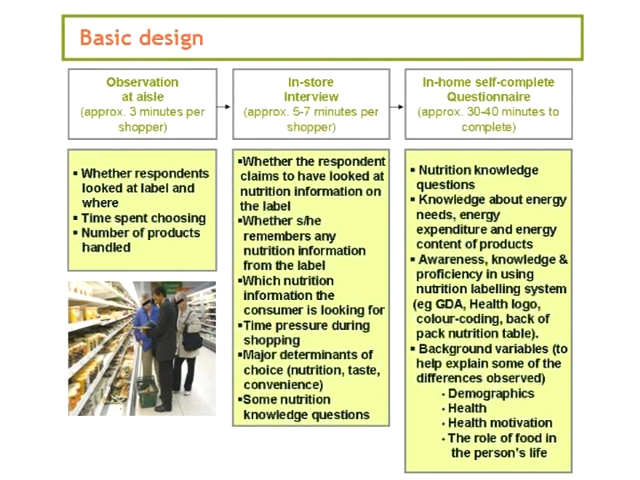 Basic design
Observation
at aisle
(approx. 3 minutes per
shopper)
In-store
Interview
(approx. 5-7 minutes per
shopper)
In-home self-complete
Questionnaire
(approx. 30-40 minutes to
complete)
▪ Whether respondents
looked at label and
where
▪ Time spent choosing
▪ Number of products
handled
▪Whether the respondent
claims to have looked at
nutrition information on
the label
▪Whether s/he
remembers any
nutrition information
from the label
▪Which nutrition
information the
consumer is looking for
▪Time pressure during
shopping
▪Major determinants of
choice (nutrition, taste,
convenience)
▪Some nutrition
knowledge questions
▪ Nutrition knowledge
questions
▪ Knowledge about energy
needs, energy
expenditure and energy
content of products
▪ Awareness, knowledge &
proficiency in using
nutrition labelling system
(eg GDA, Health logo,
colour-coding, back of
pack nutrition table).
▪ Background variables (to
help explain some of the
differences observed)
• Demographics
• Health
• Health motivation
• The role of food in
the person's life